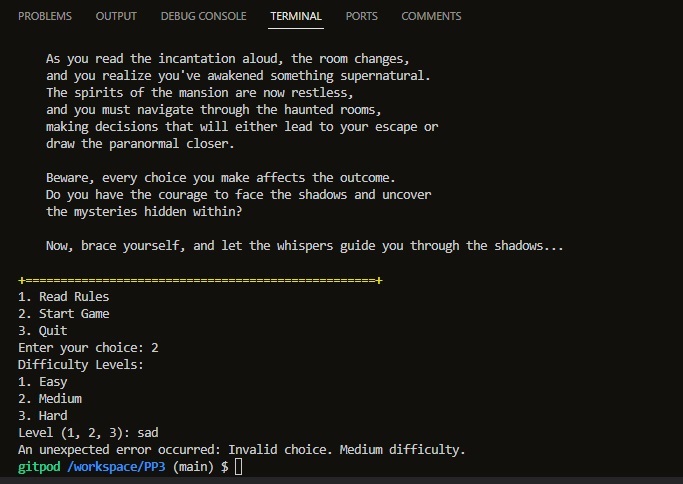 PROBLEMS OUTPUT DEBUG CONSOLE TERMINAL PORTS COMMENTS
As you read the incantation aloud, the room changes,
and you realize you've awakened something supernatural.
The spirits of the mansion are now restless,
and you must navigate through the haunted rooms,
making decisions that will either lead to your escape or
draw the paranormal closer.
Beware, every choice you make affects the outcome.
Do you have the courage to face the shadows and uncover
the mysteries hidden within?
Now, brace yourself, and let the whispers guide you through the shadows...
+==================================================+
1. Read Rules
2. Start Game
3. Quit
Enter your choice: 2
Difficulty Levels:
1. Easy
2. Medium
3. Hard
Level (1, 2, 3): sad
An unexpected error occurred: Invalid choice. Medium difficulty.
gitpod /workspace/PP3 (main) $